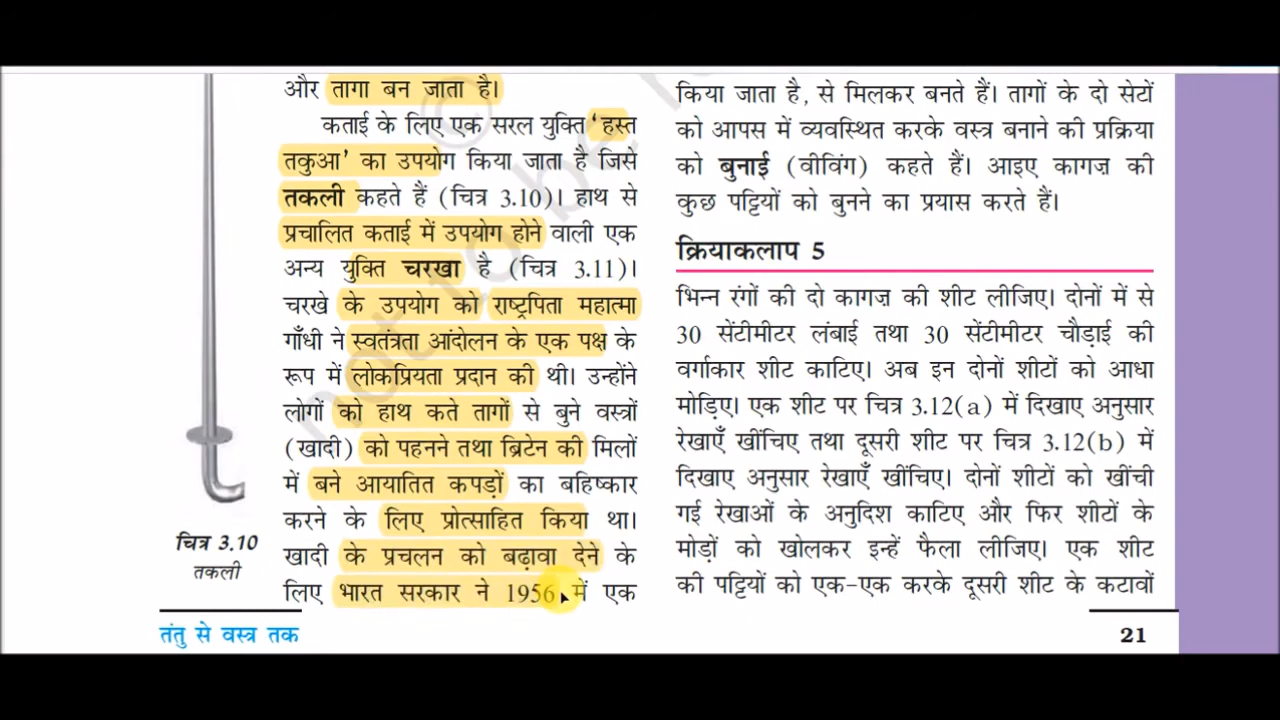 और तागा बन जाता है।
कताई के लिए एक सरल युक्ति ‘हस्त
तकुआ’ का उपयोग किया जाता है जिसे
तकली कहते हैं (चित्र 3.10)। हाथ से
प्रचालित कताई में उपयोग होने वाली एक
अन्य युक्ति चरखा है (चित्र 3.11)।
चरखे के उपयोग को राष्ट्रपिता महात्मा
गाँधी ने स्वतंत्रता आंदोलन के एक पक्ष के
रूप में लोकप्रियता प्रदान की थी। उन्होंने
लोगों को हाथ कते तागों से बुने वस्त्रों
(खादी) को पहनने तथा ब्रिटेन की मिलों
में बने आयातित कपड़ों का बहिष्कार
करने के लिए प्रोत्साहित किया था।
खादी के प्रचलन को बढ़ावा देने के
लिए भारत सरकार ने 1956 में एक
चित्र 3.10
तकली
किया जाता है, से मिलकर बनते हैं। तागों के दो सेटों
को आपस में व्यवस्थित करके वस्त्र बनाने की प्रक्रिया
को बुनाई (वीविंग) कहते हैं। आइए कागज़ की
कुछ पट्टियों को बुनने का प्रयास करते हैं।
क्रियाकलाप 5
भिन्न रंगों की दो कागज़ की शीट लीजिए। दोनों में से
30 सेंटीमीटर लंबाई तथा 30 सेंटीमीटर चौड़ाई की
वर्गाकार शीट काटिए। अब इन दोनों शीटों को आधा
मोड़िए। एक शीट पर चित्र 3.12(a) में दिखाए अनुसार
रेखाएँ खींचिए तथा दूसरी शीट पर चित्र 3.12(b) में
दिखाए अनुसार रेखाएँ खींचिए। दोनों शीटों को खींची
गई रेखाओं के अनुदिश काटिए और फिर शीटों के
मोड़ों को खोलकर इन्हें फैला लीजिए। एक शीट
की पट्टियों को एक-एक करके दूसरी शीट के कटावों
तंतु से वस्त्र तक
21
© not to be